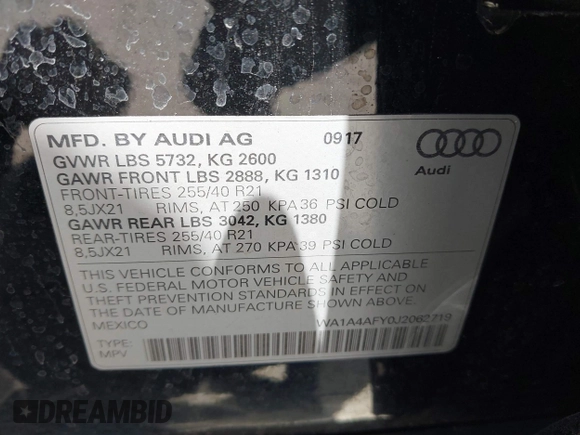 MFD. BY AUDI AG 09 17
GVWR LBS 5732, KG 2600
GAWR FRONT LBS 2888, KG 1310
FRONT-TIRES 255/40 R21
8,5JX21 RIMS, AT 250 KPA 36 PSI COLD
GAWR REAR LBS 3042, KG 1380
REAR-TIRES 255/40 R21
8,5JX21 RIMS, AT 270 KPA 39 PSI COLD
Audi
THIS VEHICLE CONFORMS TO ALL APPLICABLE
U.S. FEDERAL MOTOR VEHICLE SAFETY BUMPER AND
THEFT PREVENTION STANDARDS IN EFFECT ON
THE DATE OF MANUFACTURE SHOWN ABOVE
MEXICO WA1A4AFY0J2062719
TYPE:
MPV
DREAMBID